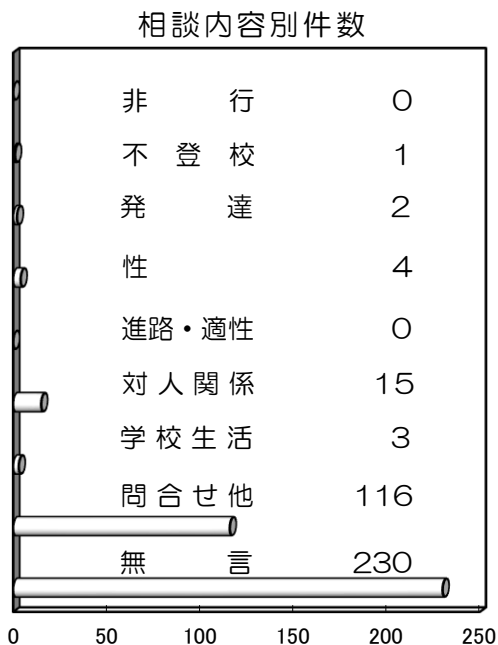 相談内容別件数
非行 0
不登校 1
発達 2
性 4
進路・適性 0
対人関係 15
学校生活 3
問合せ他 116
無言 230
0 50 100 150 200 250